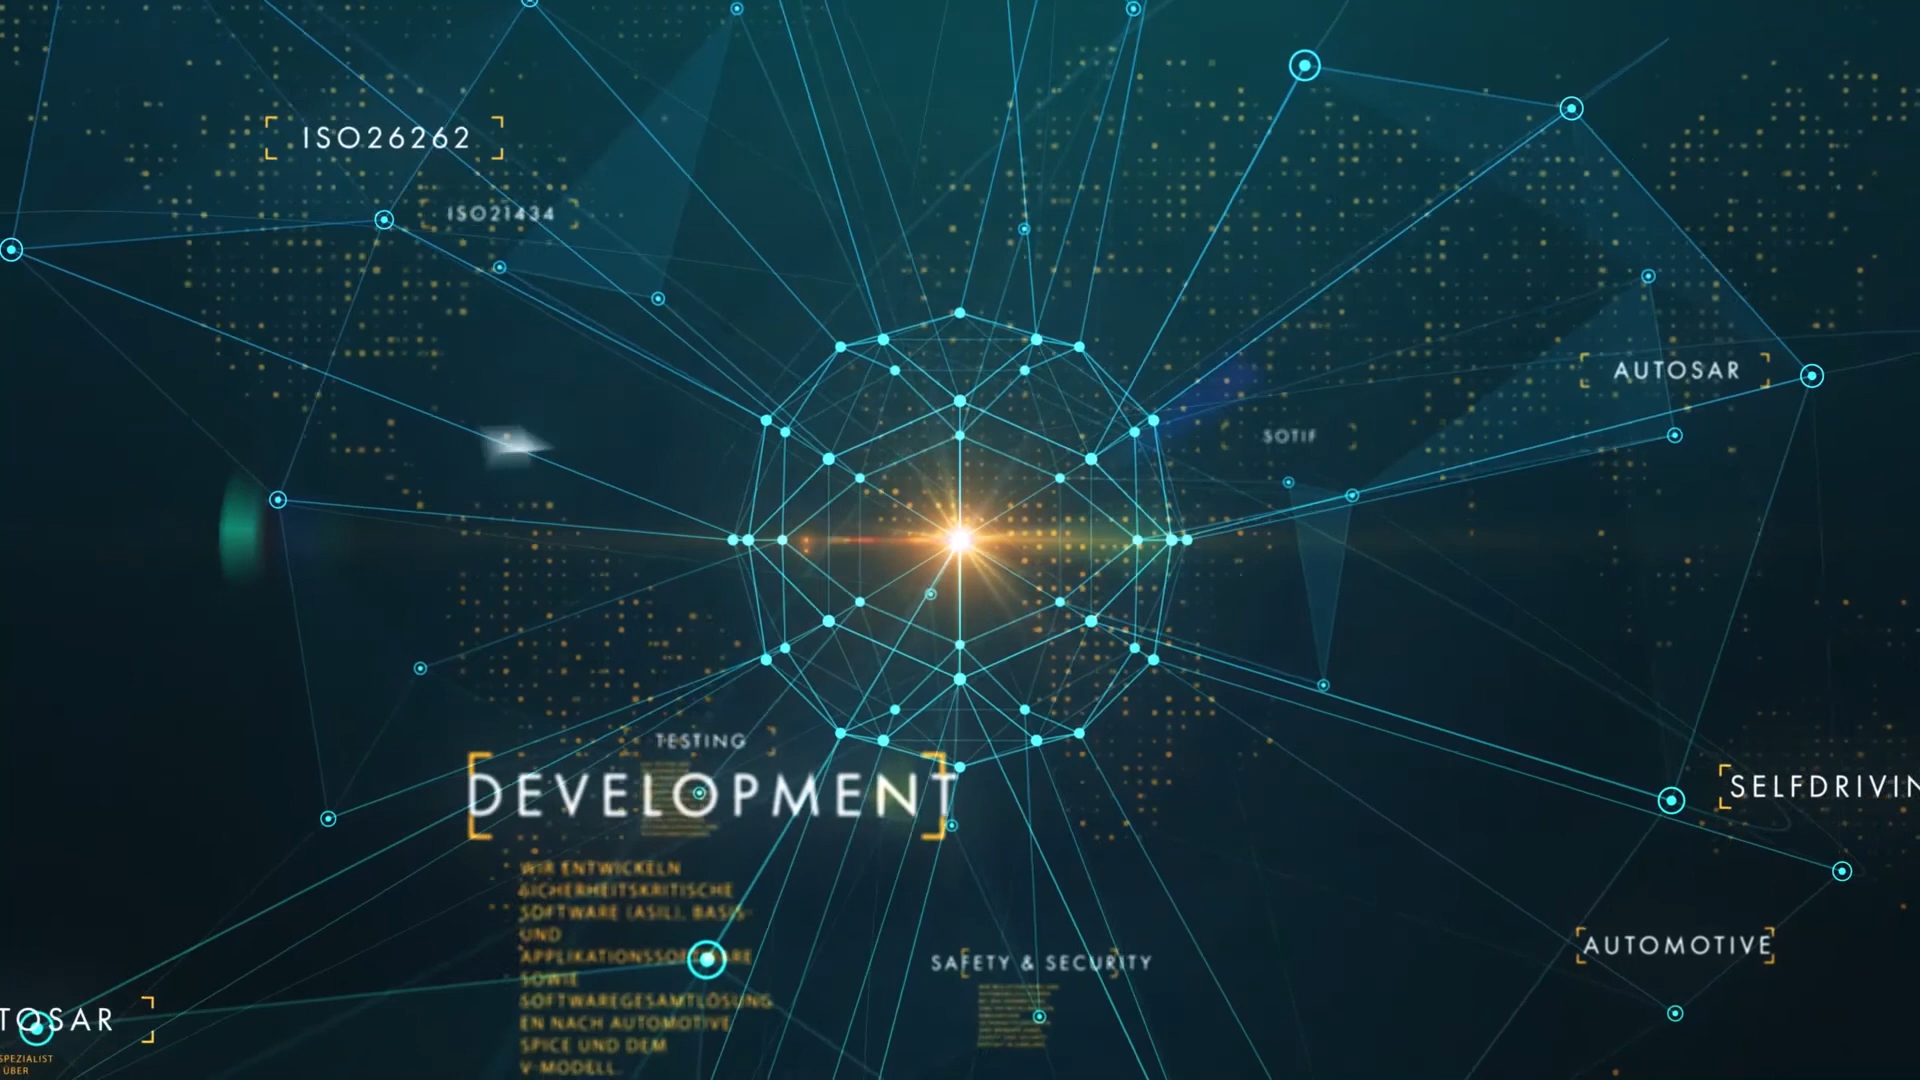 ISO26262
ISO21434
AUTOSAR
SOTIF
TESTING
DEVELOPMENT
SELFDRIVIN
WIR ENTWICKELN
SICHERHEITSKRITISCHE
SOFTWARE (ASIL), BASIS-
UND
APPLIKATIONSSOFTWARE
SOWIE
SOFTWAREGESAMTLÖSUNG
EN NACH AUTOMOTIVE
SPICE UND DEM
V-MODELL.
SAFETY & SECURITY
AUTOMOTIVE
TOSAR
SPEZIALIST
ÜBER